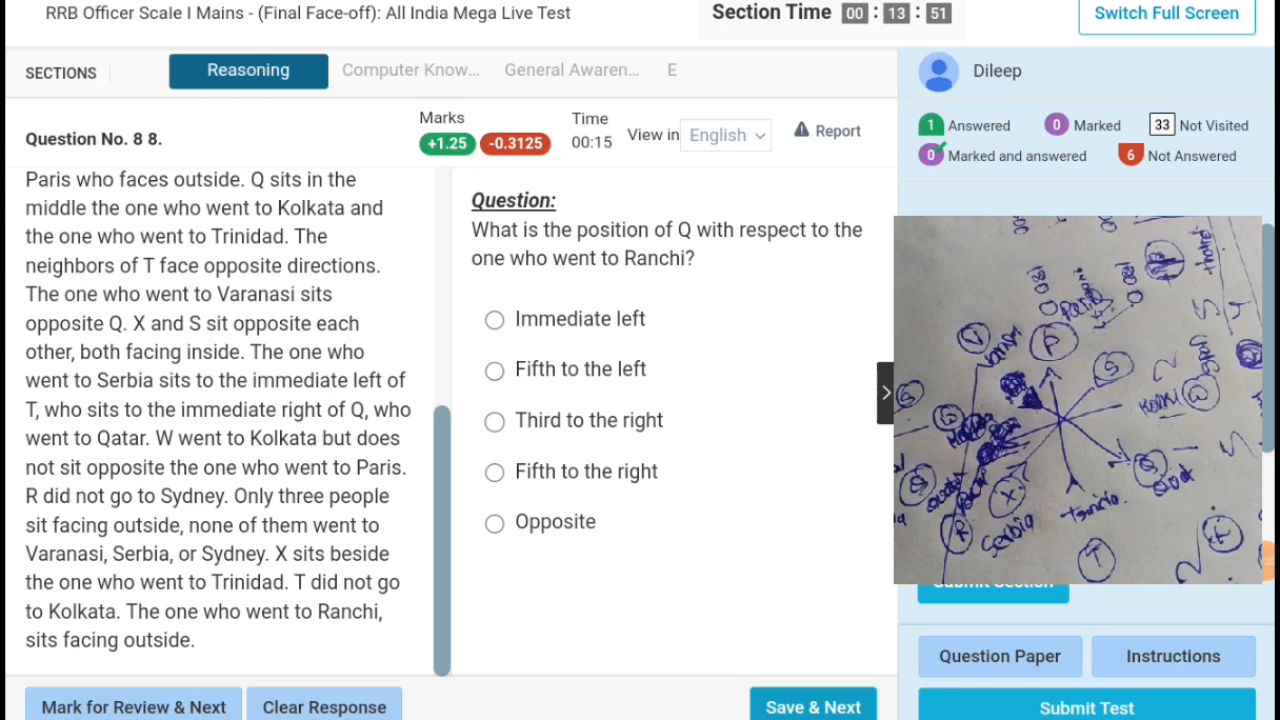 RRB Officer Scale I Mains - (Final Face-off): All India Mega Live Test
Section Time 00 : 13 : 51
Switch Full Screen
SECTIONS
Reasoning
Computer Know...
General Awaren...
E
Dileep
Question No. 8 8.
Marks
+1.25 -0.3125
Time
00:15
View in English
Report
1 Answered
0 Marked
33 Not Visited
0 Marked and answered
6 Not Answered
Paris who faces outside. Q sits in the
middle the one who went to Kolkata and
the one who went to Trinidad. The
neighbors of T face opposite directions.
The one who went to Varanasi sits
opposite Q. X and S sit opposite each
other, both facing inside. The one who
went to Serbia sits to the immediate left of
T, who sits to the immediate right of Q, who
went to Qatar. W went to Kolkata but does
not sit opposite the one who went to Paris.
R did not go to Sydney. Only three people
sit facing outside, none of them went to
Varanasi, Serbia, or Sydney. X sits beside
the one who went to Trinidad. T did not go
to Kolkata. The one who went to Ranchi,
sits facing outside.
Question:
What is the position of Q with respect to the
one who went to Ranchi?
Immediate left
Fifth to the left
Third to the right
Fifth to the right
Opposite
X
Serbia
T
Submit Section
Question Paper
Instructions
Mark for Review & Next
Clear Response
Save & Next
Submit Test